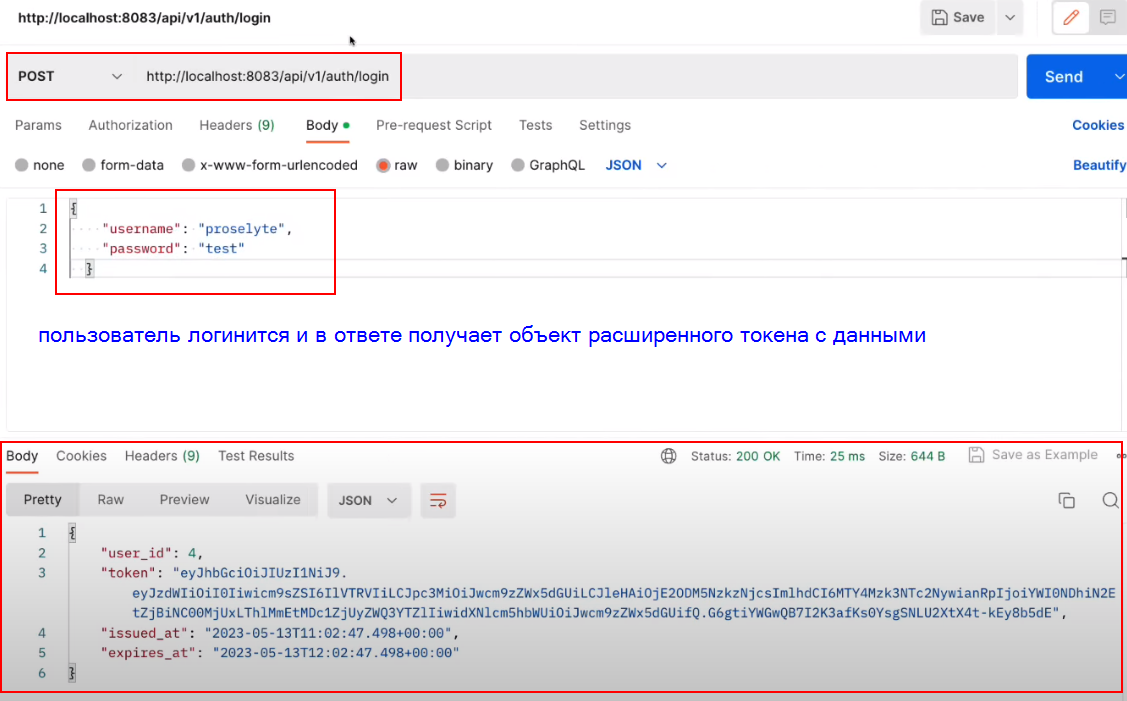 http://localhost:8083/api/v1/auth/login
Save
POST http://localhost:8083/api/v1/auth/login Send
Params Authorization Headers (9) Body Pre-request Script Tests Settings Cookies
none form-data x-www-form-urlencoded raw binary GraphQL JSON Beautify
1 {
2 "username": "proselyte",
3 "password": "test"
4 }
пользователь логинится и в ответе получает объект расширенного токена с данными
Body Cookies Headers (9) Test Results Status: 200 OK Time: 25 ms Size: 644 B Save as Example
Pretty Raw Preview Visualize JSON
1 {
2 "user_id": 4,
3 "token": "eyJhbGciOiJIUzI1NiJ9.
eyJzdWIiOiI0Iiwicm9sZSI6IlVTRVIiLCJpc3MiOiJwcm9zZWx5dGUiLCJleHAiOjE2ODM5NzkzNjcsImlhdCI6MTY4Mzk3NTc2NywianRpIjoiYWI0NDhiN2E
tZjBiNC00MjUxLThlMmEtMDc1ZjUyZWQ3YTZlIiwidXNlcm5hbWUiOiJwcm9zZWx5dGUifQ.G6gtiYWGwQB7I2K3afKs0YsgSNLU2XtX4t-kEy8b5dE",
4 "issued_at": "2023-05-13T11:02:47.498+00:00",
5 "expires_at": "2023-05-13T12:02:47.498+00:00"
6 }